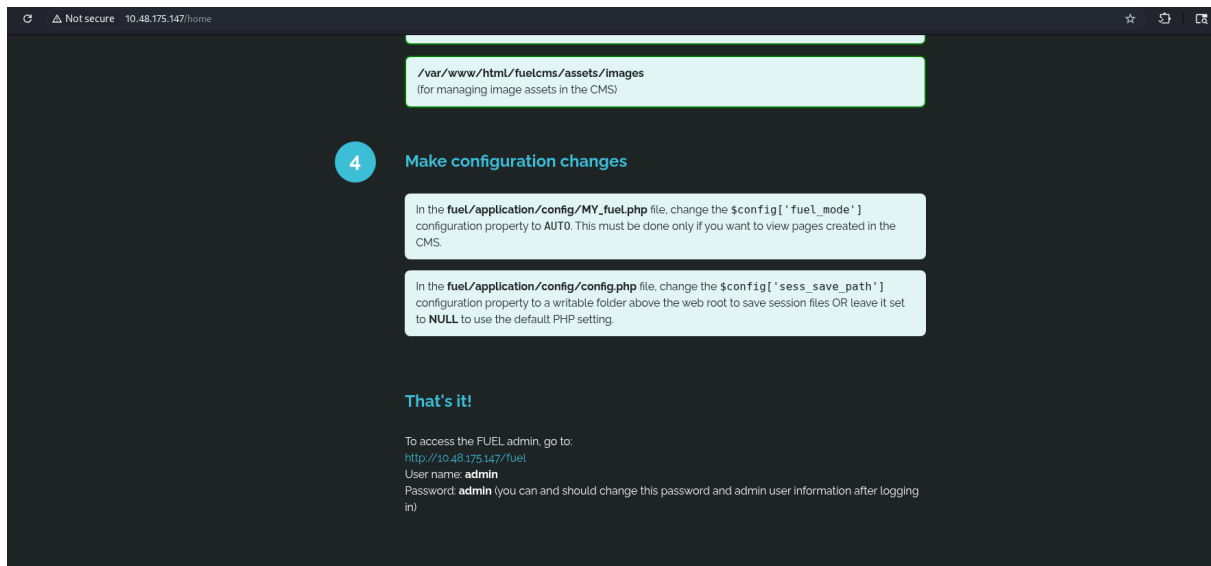 Not secure 10.48.175.147/home
/var/www/html/fuelcms/assets/images
(for managing image assets in the CMS)
4
Make configuration changes
In the fuel/application/config/MY_fuel.php file, change the $config['fuel_mode']
configuration property to AUTO. This must be done only if you want to view pages created in the
CMS.
In the fuel/application/config/config.php file, change the $config['sess_save_path']
configuration property to a writable folder above the web root to save session files OR leave it set
to NULL to use the default PHP setting.
That's it!
To access the FUEL admin, go to:
http://10.48.175.147/fuel
User name: admin
Password: admin (you can and should change this password and admin user information after logging
in)